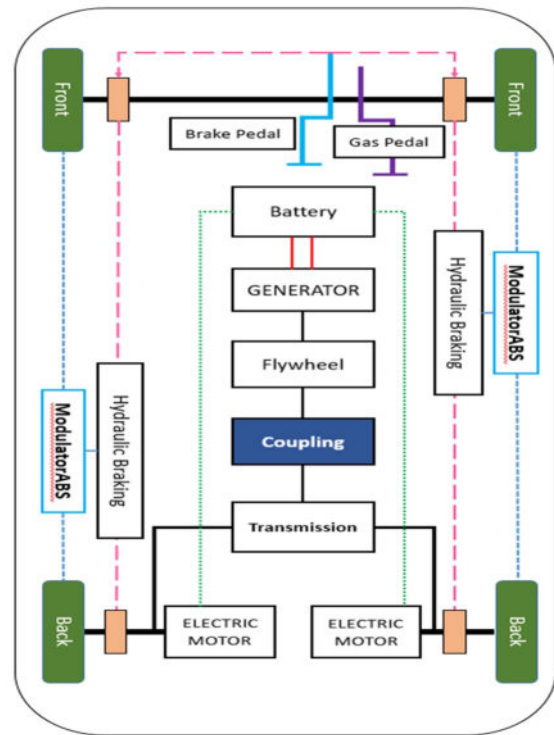 Front
Front
Brake Pedal
Gas Pedal
Battery
GENERATOR
Flywheel
Coupling
Transmission
Hydraulic Braking
ModulatorABS
ModulatorABS
Hydraulic Braking
Back
ELECTRIC
MOTOR
ELECTRIC
MOTOR
Back